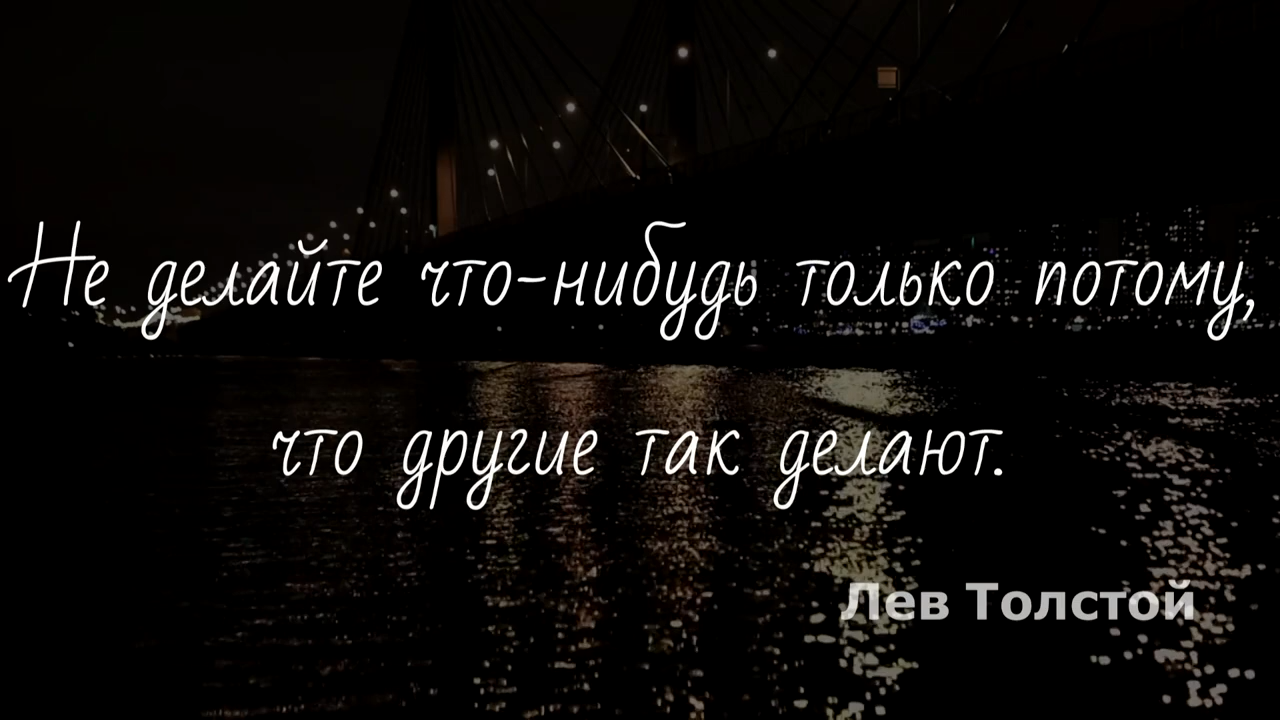 Не делайте что-нибудь только потому,
что другие так делают.
Лев Толстой